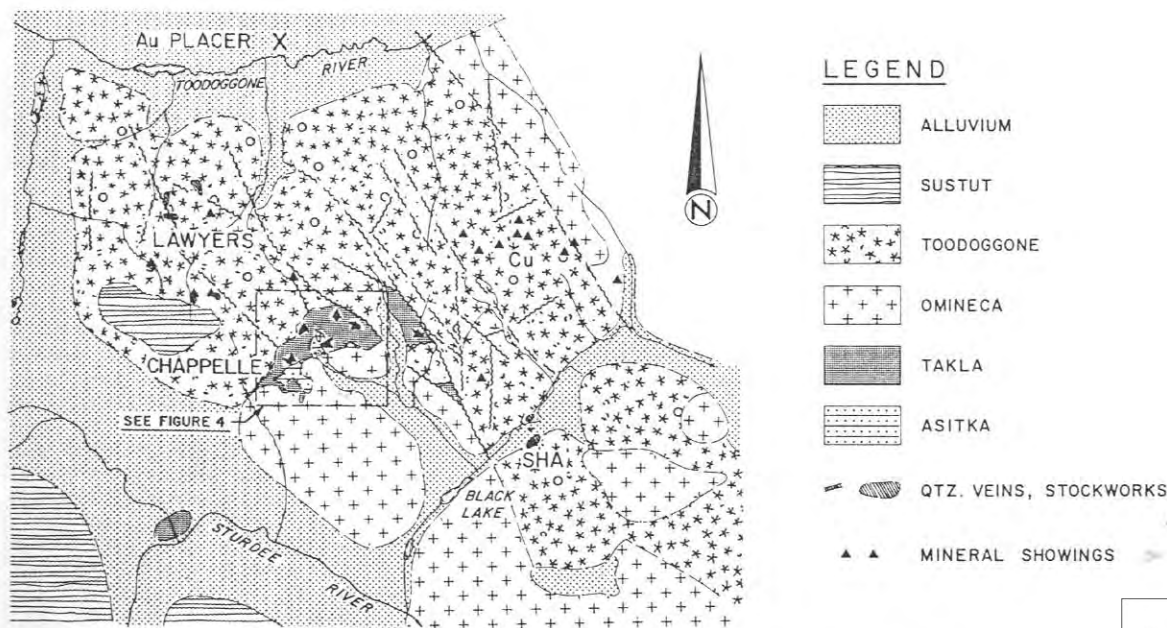 Au PLACER X X
TOODOGGONE RIVER
LAWYERS
Cu
CHAPPELLE
SEE FIGURE 4
SHA
BLACK
LAKE
STURDEE
RIVER
N
LEGEND
ALLUVIUM
SUSTUT
TOODOGGONE
OMINECA
TAKLA
ASITKA
QTZ. VEINS, STOCKWORKS
MINERAL SHOWINGS